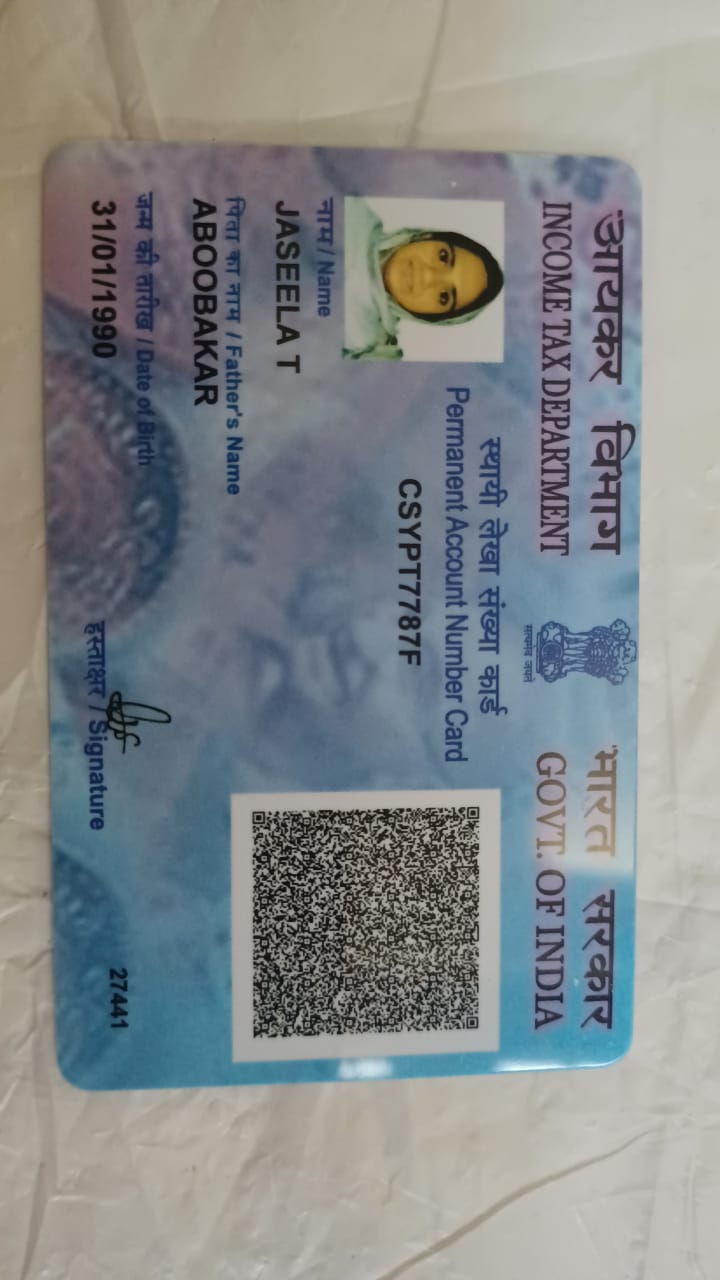 आयकर विभाग
INCOME TAX DEPARTMENT
सत्यमेव जयते
भारत सरकार
GOVT. OF INDIA
स्थायी लेखा संख्या कार्ड
Permanent Account Number Card
CSYPT7787F
नाम / Name
JASEELA T
पिता का नाम / Father's Name
ABOOBAKAR
जन्म की तारीख / Date of Birth
31/01/1990
हस्ताक्षर / Signature
27441